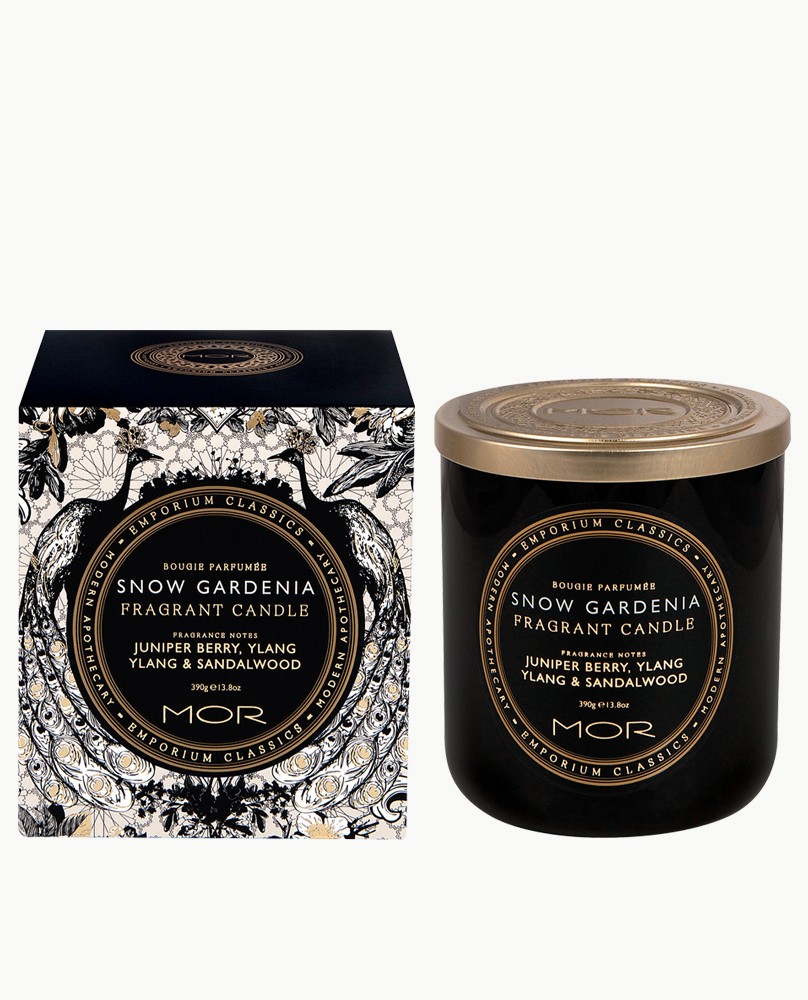 MOR
EMPORIUM CLASSICS
MODERN APOTHECARY
BOUGIE PARFUMÉE
SNOW GARDENIA
FRAGRANT CANDLE
FRAGRANCE NOTES
JUNIPER BERRY, YLANG
YLANG & SANDALWOOD
390g ℮ 13.8oz
MOR
MODERN APOTHECARY
EMPORIUM CLASSICS
MOR
EMPORIUM CLASSICS
MODERN APOTHECARY
BOUGIE PARFUMÉE
SNOW GARDENIA
FRAGRANT CANDLE
FRAGRANCE NOTES
JUNIPER BERRY, YLANG
YLANG & SANDALWOOD
390g ℮ 13.8oz
MOR
MODERN APOTHECARY
EMPORIUM CLASSICS